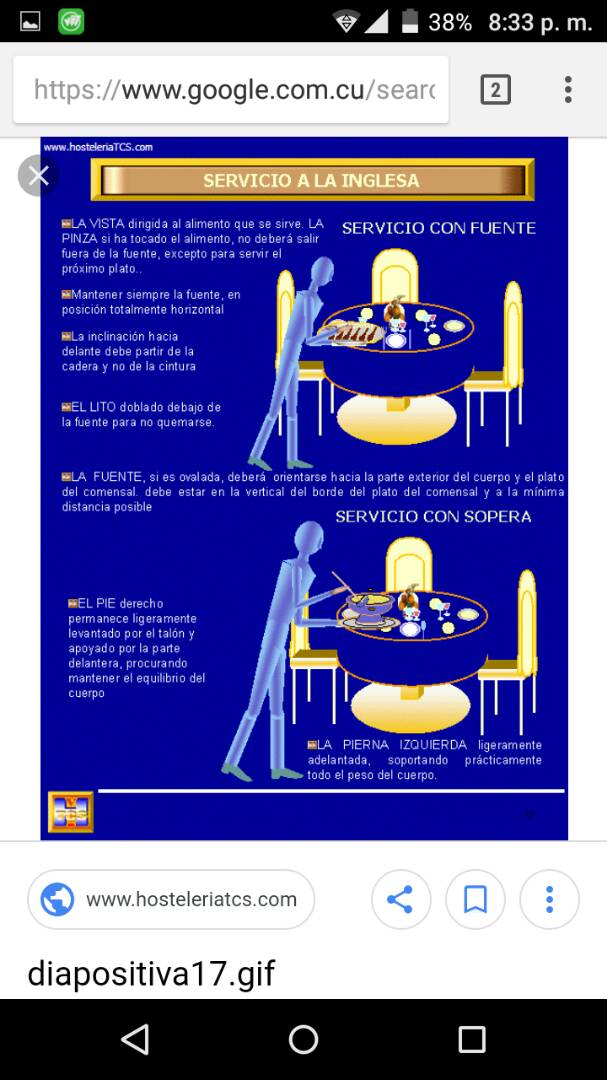 38% 8:33 p. m.
https://www.google.com.cu/searc
2
www.hosteleriaTCS.com
SERVICIO A LA INGLESA
LA VISTA dirigida al alimento que se sirve. LA
PINZA si ha tocado el alimento, no deberá salir
fuera de la fuente, excepto para servir el
próximo plato..
SERVICIO CON FUENTE
Mantener siempre la fuente, en
posición totalmente horizontal
La inclinación hacia
delante debe partir de la
cadera y no de la cintura
EL LITO doblado debajo de
la fuente para no quemarse.
LA FUENTE, si es ovalada, deberá orientarse hacia la parte exterior del cuerpo y el plato
del comensal. debe estar en la vertical del borde del plato del comensal y a la mínima
distancia posible
SERVICIO CON SOPERA
EL PIE derecho
permanece ligeramente
levantado por el talón y
apoyado por la parte
delantera, procurando
mantener el equilibrio del
cuerpo
LA PIERNA IZQUIERDA ligeramente
adelantada, soportando prácticamente
todo el peso del cuerpo.
TCS
17
www.hosteleriatcs.com
diapositiva17.gif